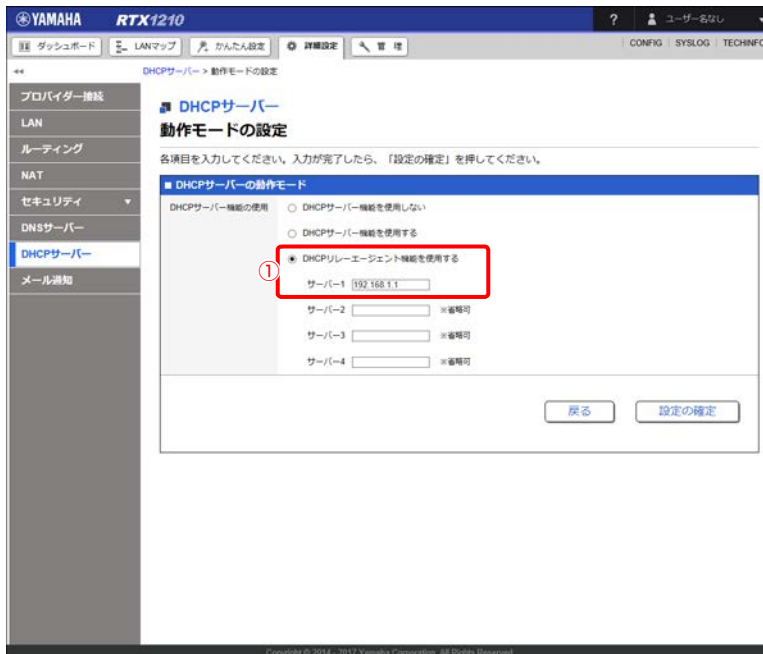 YAMAHA RTX1210 ? ユーザー名なし
ダッシュボード LANマップ かんたん設定 詳細設定 管理 CONFIG SYSLOG TECHINFO
DHCPサーバー > 動作モードの設定
プロバイダー接続
LAN
ルーティング
NAT
セキュリティ
DNSサーバー
DHCPサーバー
メール通知
DHCPサーバー
動作モードの設定
各項目を入力してください。入力が完了したら、「設定の確定」を押してください。
■ DHCPサーバーの動作モード
DHCPサーバー機能の使用 DHCPサーバー機能を使用しない
DHCPサーバー機能を使用する
DHCPリレーエージェント機能を使用する
① サーバー1 192.168.1.1
サーバー2 ※省略可
サーバー3 ※省略可
サーバー4 ※省略可
戻る 設定の確定
Copyright © 2014 - 2017 Yamaha Corporation. All Rights Reserved.